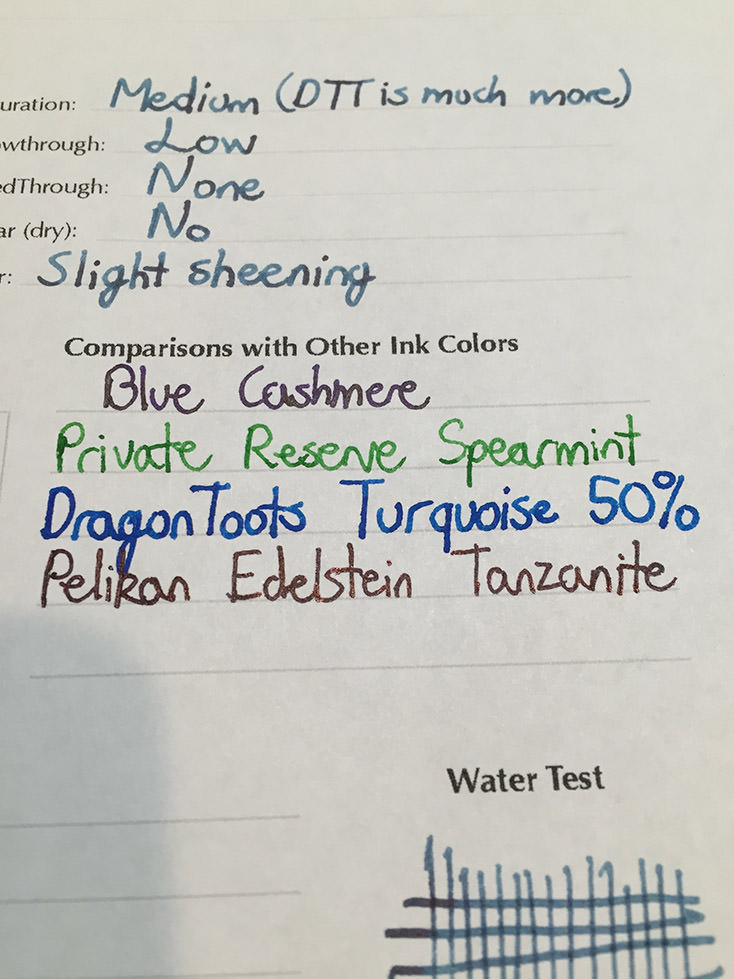 uration: Medium (DTT is much more)
wthrough: Low
edThrough: None
ar (dry): No
r: Slight sheening
Comparisons with Other Ink Colors
Blue Cashmere
Private Reserve Spearmint
DragonToots Turquoise 50%
Pelikan Edelstein Tanzanite
Water Test